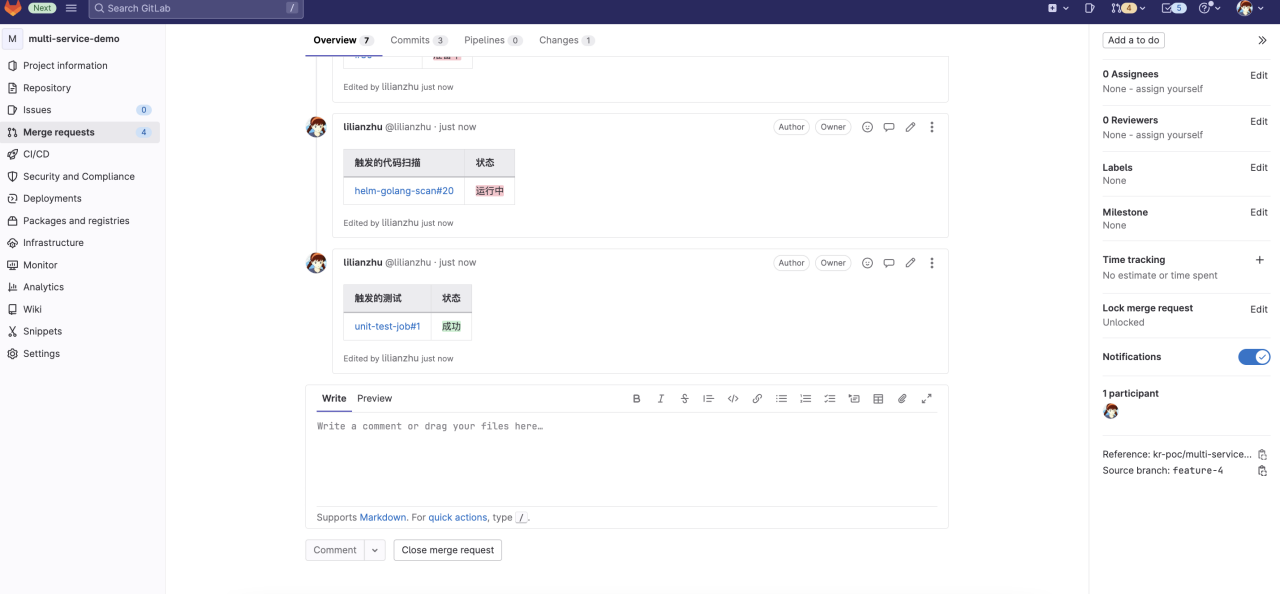 Next
Search GitLab
/
4
5
M multi-service-demo
Project information
Repository
Issues 0
Merge requests 4
CI/CD
Security and Compliance
Deployments
Packages and registries
Infrastructure
Monitor
Analytics
Wiki
Snippets
Settings
Overview 7 Commits 3 Pipelines 0 Changes 1
Edited by lilianzhu just now
lilianzhu @lilianzhu · just now
Author Owner
触发的代码扫描 状态
helm-golang-scan#20 运行中
Edited by lilianzhu just now
lilianzhu @lilianzhu · just now
Author Owner
触发的测试 状态
unit-test-job#1 成功
Edited by lilianzhu just now
Write Preview
B I S
Write a comment or drag your files here…
Supports Markdown. For quick actions, type /.
Comment
Close merge request
Add a to do
0 Assignees Edit
None - assign yourself
0 Reviewers Edit
None - assign yourself
Labels Edit
None
Milestone Edit
None
Time tracking +
No estimate or time spent
Lock merge request Edit
Unlocked
Notifications
1 participant
Reference: kr-poc/multi-service...
Source branch: feature-4